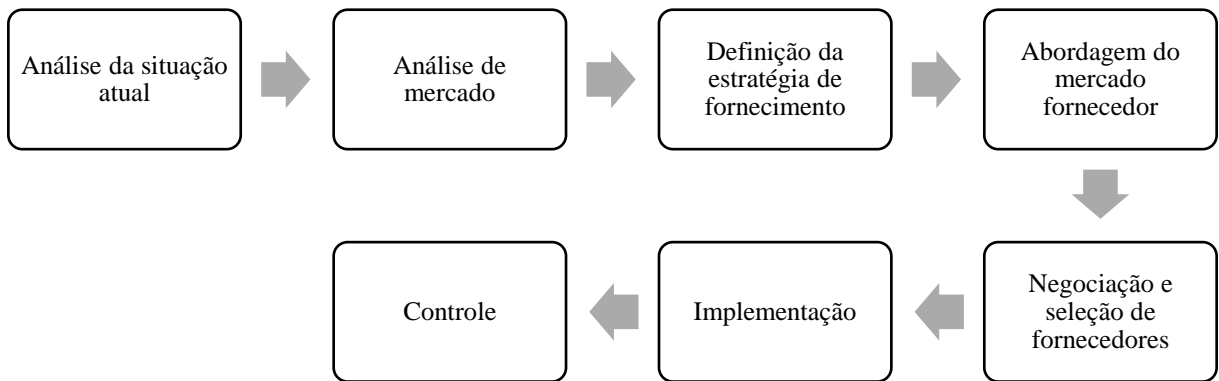 Análise da situação
atual
Análise de
mercado
Definição da
estratégia de
fornecimento
Abordagem do
mercado
fornecedor
Negociação e
seleção de
fornecedores
Implementação
Controle